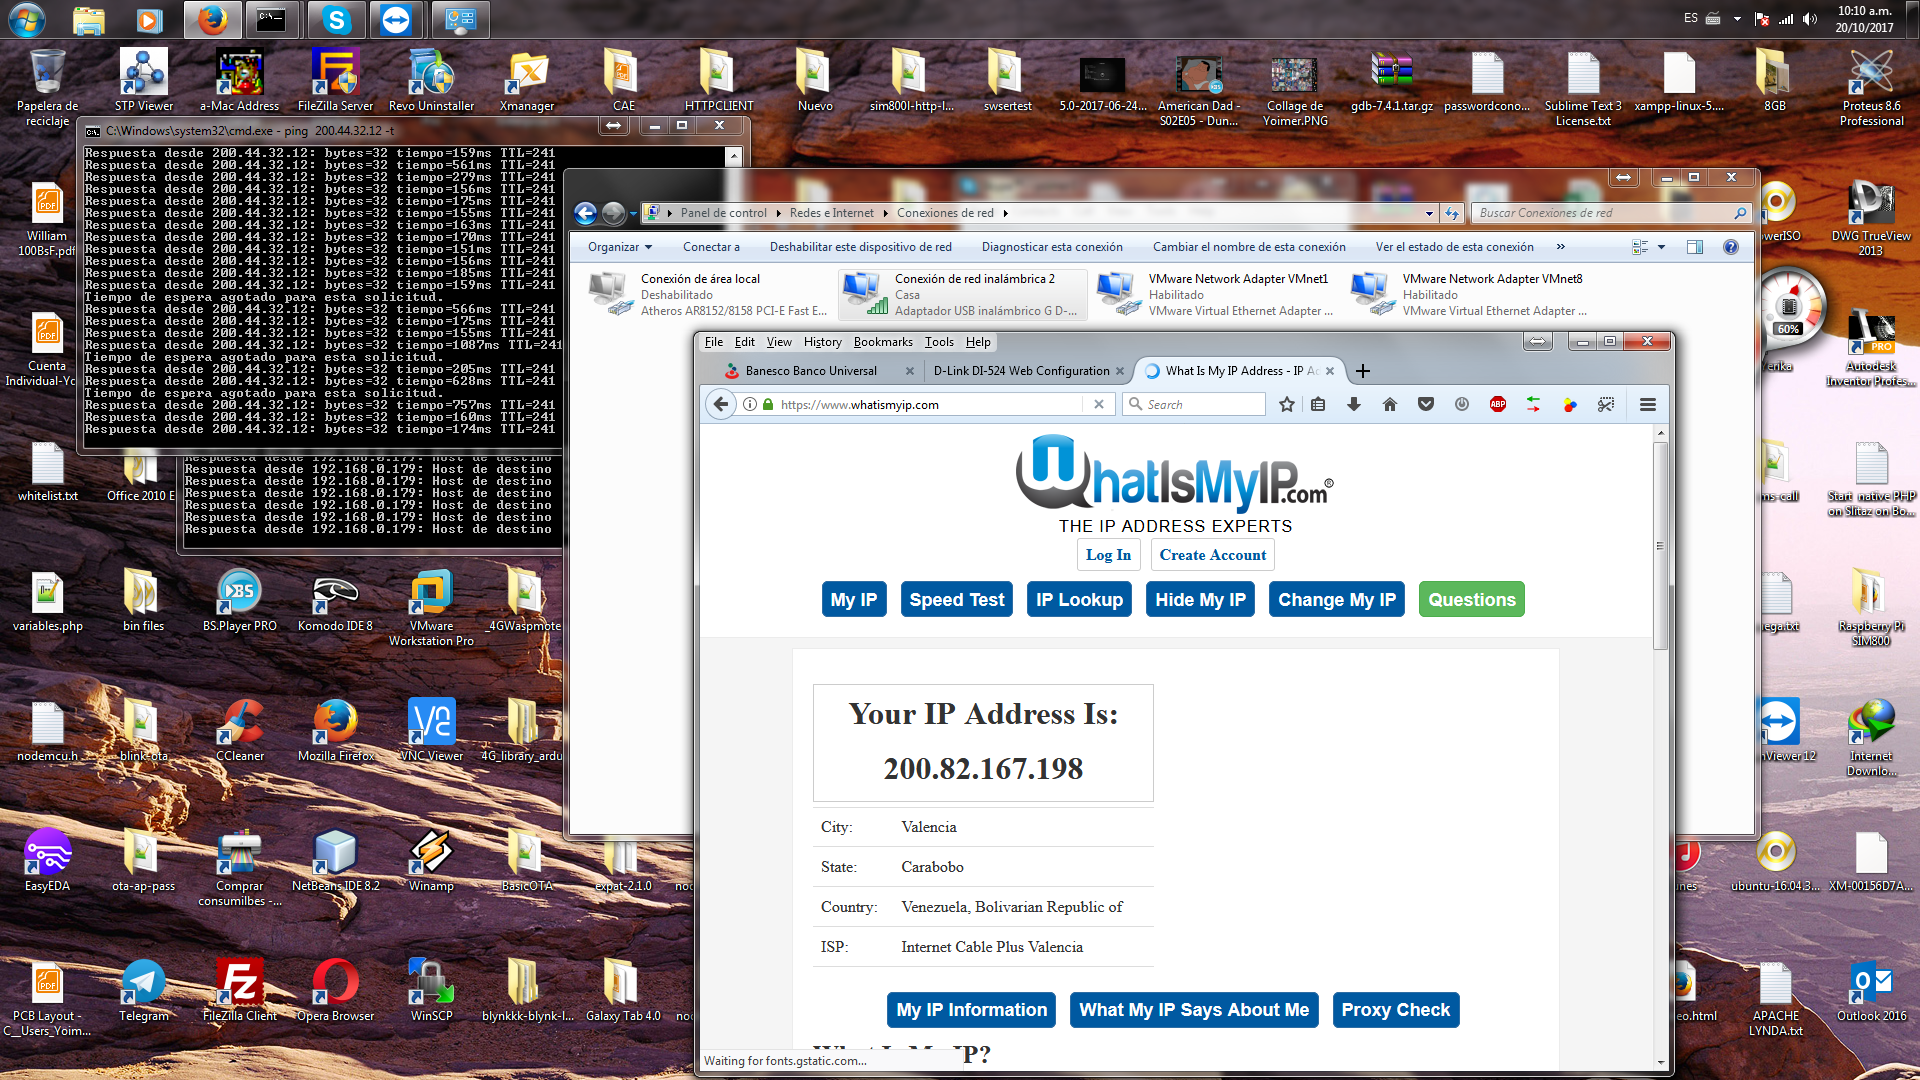 ES
10:10 a.m.
20/10/2017
Papelera de
reciclaje
STP Viewer
a-Mac Address
FileZilla Server
Revo Uninstaller
Xmanager
CAE
HTTPCLIENT
Nuevo
sim800l-http-l...
swsertest
5.0-2017-06-24...
American Dad -
S02E05 - Dun...
Collage de
Yoimer.PNG
gdb-7.4.1.tar.gz
passwordcono...
Sublime Text 3
License.txt
xampp-linux-5....
8GB
Proteus 8.6
Professional
C:\Windows\system32\cmd.exe - ping  200.44.32.12 -t
Respuesta desde 200.44.32.12: bytes=32 tiempo=159ms TTL=241
Respuesta desde 200.44.32.12: bytes=32 tiempo=561ms TTL=241
Respuesta desde 200.44.32.12: bytes=32 tiempo=279ms TTL=241
Respuesta desde 200.44.32.12: bytes=32 tiempo=156ms TTL=241
Respuesta desde 200.44.32.12: bytes=32 tiempo=175ms TTL=241
Respuesta desde 200.44.32.12: bytes=32 tiempo=155ms TTL=241
Respuesta desde 200.44.32.12: bytes=32 tiempo=163ms TTL=241
Respuesta desde 200.44.32.12: bytes=32 tiempo=170ms TTL=241
Respuesta desde 200.44.32.12: bytes=32 tiempo=151ms TTL=241
Respuesta desde 200.44.32.12: bytes=32 tiempo=156ms TTL=241
Respuesta desde 200.44.32.12: bytes=32 tiempo=185ms TTL=241
Respuesta desde 200.44.32.12: bytes=32 tiempo=159ms TTL=241
Tiempo de espera agotado para esta solicitud.
Respuesta desde 200.44.32.12: bytes=32 tiempo=566ms TTL=241
Respuesta desde 200.44.32.12: bytes=32 tiempo=175ms TTL=241
Respuesta desde 200.44.32.12: bytes=32 tiempo=155ms TTL=241
Respuesta desde 200.44.32.12: bytes=32 tiempo=1087ms TTL=241
Tiempo de espera agotado para esta solicitud.
Respuesta desde 200.44.32.12: bytes=32 tiempo=205ms TTL=241
Respuesta desde 200.44.32.12: bytes=32 tiempo=628ms TTL=241
Tiempo de espera agotado para esta solicitud.
Respuesta desde 200.44.32.12: bytes=32 tiempo=757ms TTL=241
Respuesta desde 200.44.32.12: bytes=32 tiempo=160ms TTL=241
Respuesta desde 200.44.32.12: bytes=32 tiempo=174ms TTL=241
Respuesta desde 192.168.0.179: Host de destino
Respuesta desde 192.168.0.179: Host de destino
Respuesta desde 192.168.0.179: Host de destino
Respuesta desde 192.168.0.179: Host de destino
Respuesta desde 192.168.0.179: Host de destino
Respuesta desde 192.168.0.179: Host de destino
Respuesta desde 192.168.0.179: Host de destino
Panel de control
Redes e Internet
Conexiones de red
Buscar Conexiones de red
Organizar
Conectar a
Deshabilitar este dispositivo de red
Diagnosticar esta conexión
Cambiar el nombre de esta conexión
Ver el estado de esta conexión
»
Conexión de área local
Deshabilitado
Atheros AR8152/8158 PCI-E Fast E...
Conexión de red inalámbrica 2
Casa
Adaptador USB inalámbrico G D-...
VMware Network Adapter VMnet1
Habilitado
VMware Virtual Ethernet Adapter ...
VMware Network Adapter VMnet8
Habilitado
VMware Virtual Ethernet Adapter ...
File Edit View History Bookmarks Tools Help
Banesco Banco Universal
D-Link DI-524 Web Configuration
What Is My IP Address - IP A
https://www.whatismyip.com
Search
ABP
WhatIsMyIP.com®
THE IP ADDRESS EXPERTS
Log In
Create Account
My IP
Speed Test
IP Lookup
Hide My IP
Change My IP
Questions
Your IP Address Is:
200.82.167.198
City: Valencia
State: Carabobo
Country: Venezuela, Bolivarian Republic of
ISP: Internet Cable Plus Valencia
My IP Information
What My IP Says About Me
Proxy Check
What Is My IP?
Waiting for fonts.gstatic.com...
William
100BsF.pdf
Cuenta
Individual-Yo
whitelist.txt
Office 2010 E
variables.php
bin files
BS.Player PRO
Komodo IDE 8
VMware
Workstation Pro
_4GWaspmote
nodemcu.h
blink-ota
CCleaner
Mozilla Firefox
VNC Viewer
4G_library_ardu
EasyEDA
ota-ap-pass
Comprar
consumilbes -...
NetBeans IDE 8.2
Winamp
BasicOTA
expat-2.1.0
noc
PCB Layout -
C__Users_Yoim...
Telegram
FileZilla Client
Opera Browser
WinSCP
blynkkk-blynk-l...
Galaxy Tab 4.0
noc
owerISO
DWG TrueView
2013
60%
PRO
Autodesk
Inventor Profes...
ms-call
Start_native PHP
on Slitaz on Bo...
ega.txt
Raspberry Pi
SIM800
nViewer 12
Internet
Downlo...
unes
ubuntu-16.04.3...
XM-00156D7A...
eo.html
APACHE
LYNDA.txt
Outlook 2016